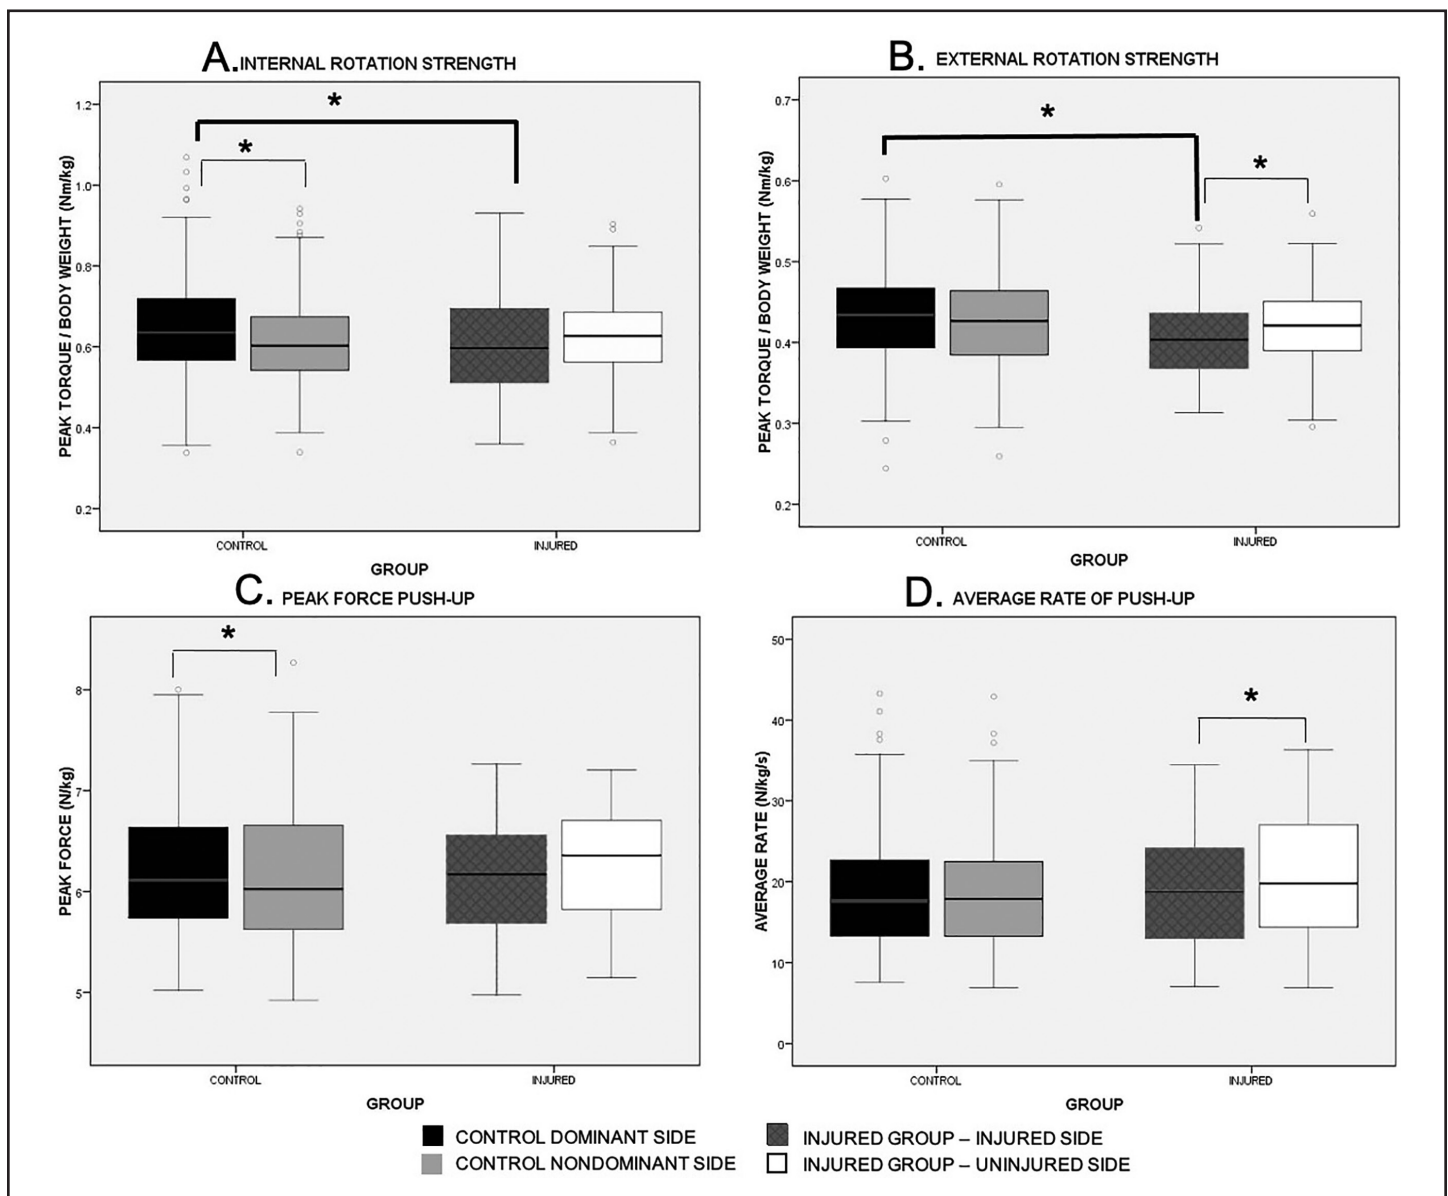 A. INTERNAL ROTATION STRENGTH
PEAK TORQUE / BODY WEIGHT (Nm/kg)
1.2
1.0
0.8
0.6
0.4
0.2
*
*
CONTROL
INJURED
GROUP
B. EXTERNAL ROTATION STRENGTH
PEAK TORQUE / BODY WEIGHT (Nm/kg)
0.7
0.6
0.5
0.4
0.3
0.2
*
*
CONTROL
INJURED
GROUP
C. PEAK FORCE PUSH-UP
PEAK FORCE (N/kg)
8
7
6
5
*
CONTROL
INJURED
GROUP
D. AVERAGE RATE OF PUSH-UP
AVERAGE RATE (N/kg/s)
50
40
30
20
10
0
*
CONTROL
INJURED
GROUP
CONTROL DOMINANT SIDE
CONTROL NONDOMINANT SIDE
INJURED GROUP – INJURED SIDE
INJURED GROUP – UNINJURED SIDE